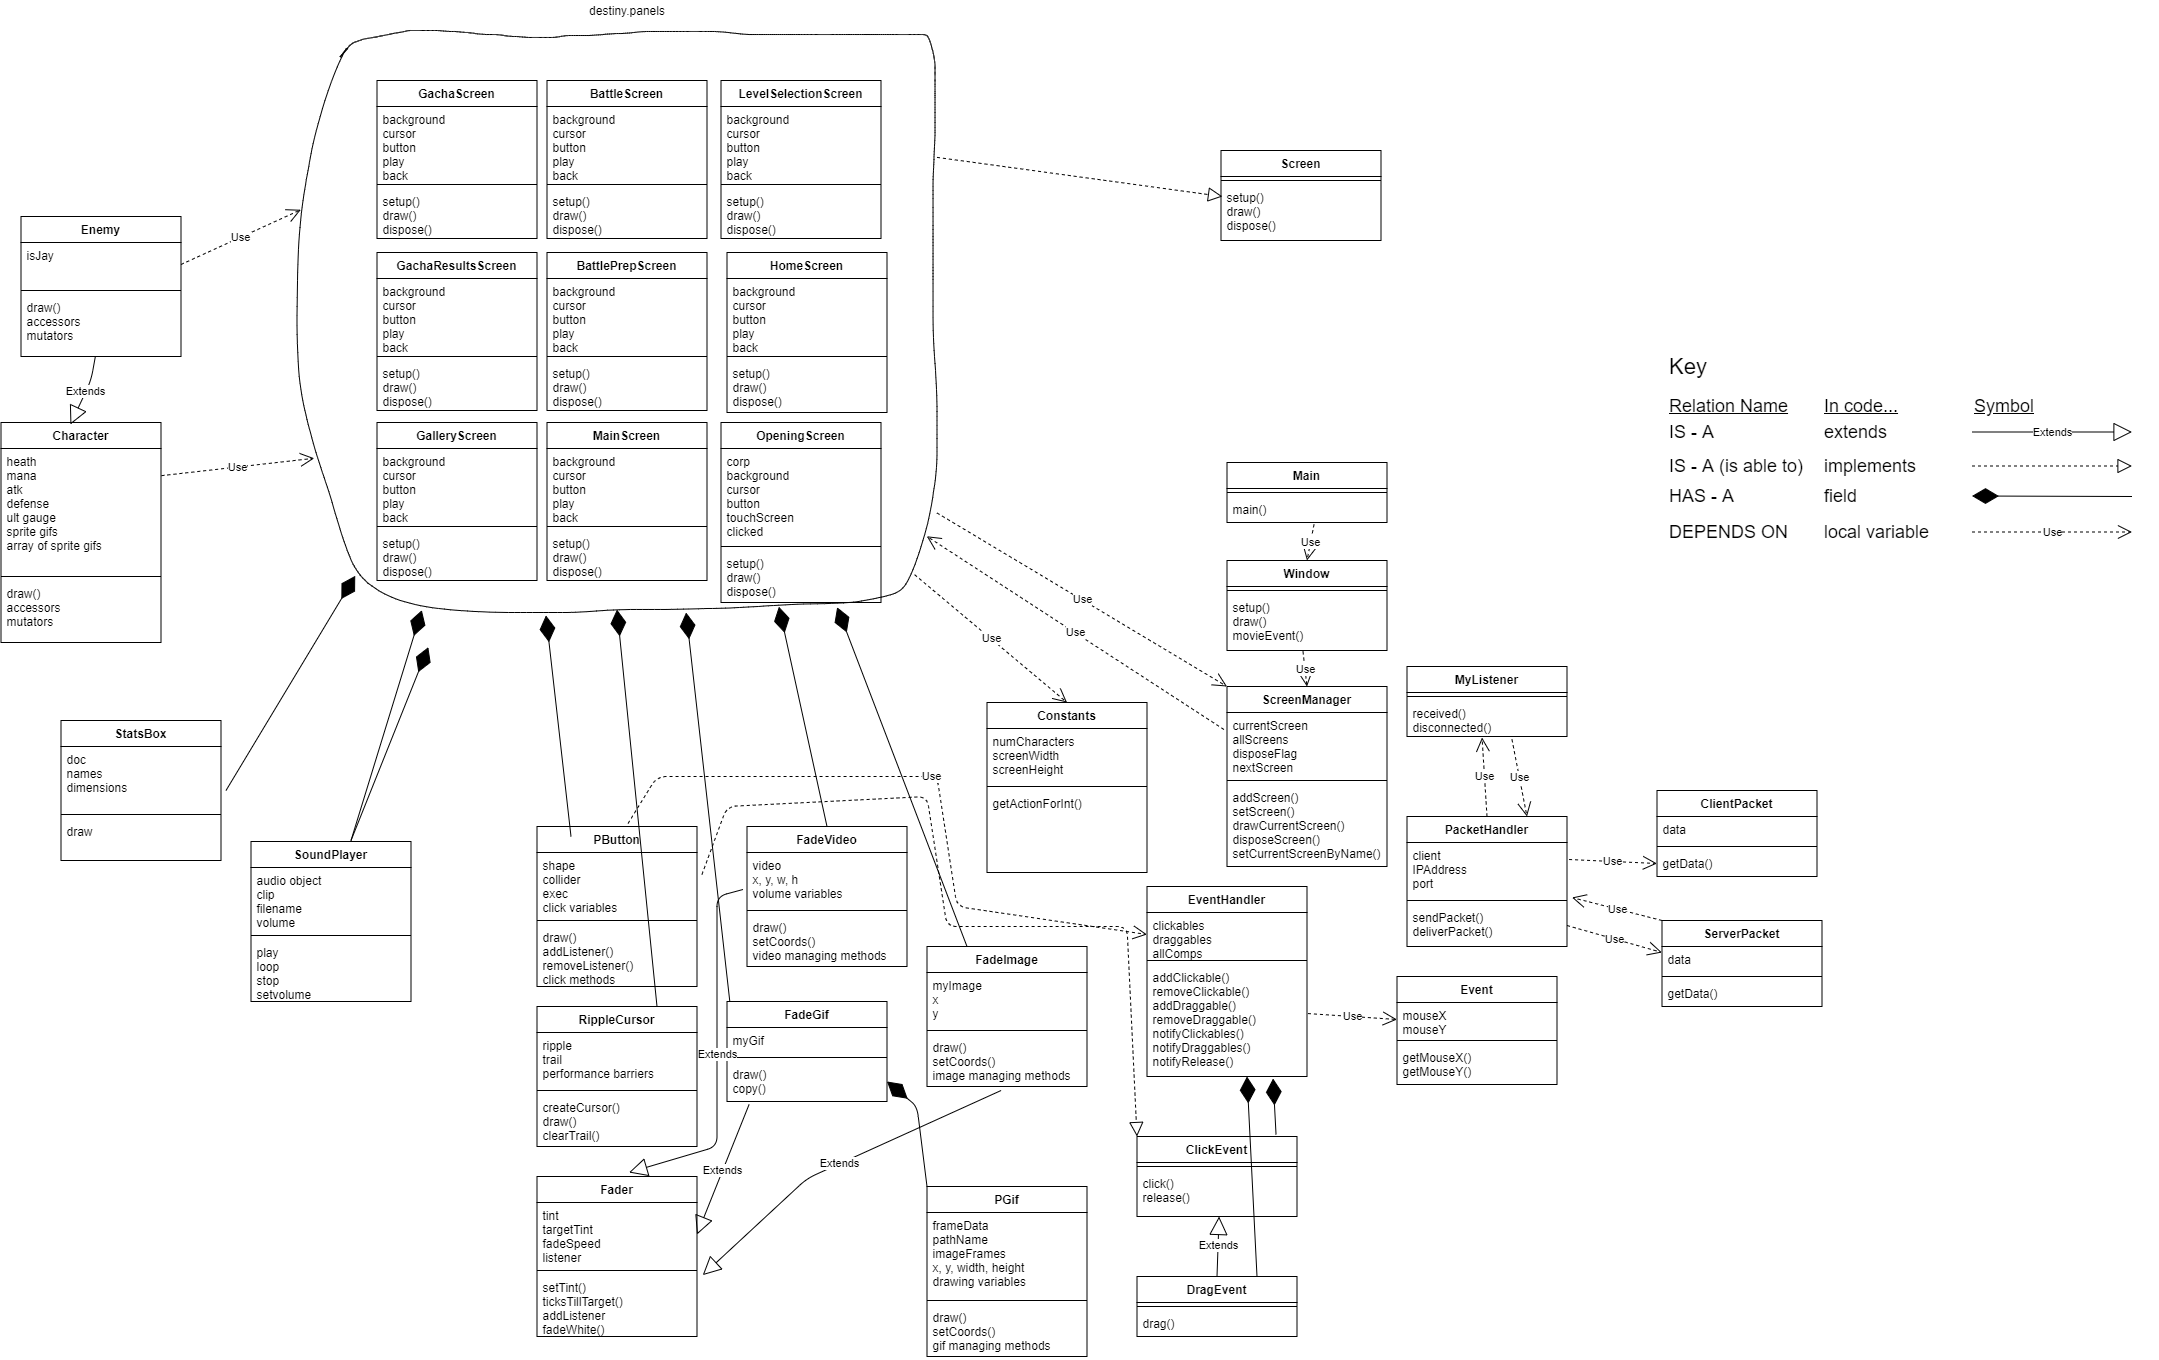 destiny.panels
GachaScreen
background
cursor
button
play
back
setup()
draw()
dispose()
BattleScreen
background
cursor
button
play
back
setup()
draw()
dispose()
LevelSelectionScreen
background
cursor
button
play
back
setup()
draw()
dispose()
GachaResultsScreen
background
cursor
button
play
back
setup()
draw()
dispose()
BattlePrepScreen
background
cursor
button
play
back
setup()
draw()
dispose()
HomeScreen
background
cursor
button
play
back
setup()
draw()
dispose()
GalleryScreen
background
cursor
button
play
back
setup()
draw()
dispose()
MainScreen
background
cursor
button
play
back
setup()
draw()
dispose()
OpeningScreen
corp
background
cursor
button
touchScreen
clicked
setup()
draw()
dispose()
Screen
setup()
draw()
dispose()
Enemy
isJay
draw()
accessors
mutators
Use
Extends
Character
heath
mana
atk
defense
ult gauge
sprite gifs
array of sprite gifs
draw()
accessors
mutators
Use
Key
Relation Name In code... Symbol
IS - A extends Extends
IS - A (is able to) implements
HAS - A field
DEPENDS ON local variable Use
Main
main()
Use
Window
setup()
draw()
movieEvent()
Use
Use
Use
Use
ScreenManager
currentScreen
allScreens
disposeFlag
nextScreen
addScreen()
setScreen()
drawCurrentScreen()
disposeScreen()
setCurrentScreenByName()
Constants
numCharacters
screenWidth
screenHeight
getActionForInt()
MyListener
received()
disconnected()
Use
Use
PacketHandler
client
IPAddress
port
sendPacket()
deliverPacket()
Use
Use
Use
ClientPacket
data
getData()
ServerPacket
data
getData()
StatsBox
doc
names
dimensions
draw
SoundPlayer
audio object
clip
filename
volume
play
loop
stop
setvolume
Use
PButton
shape
collider
exec
click variables
draw()
addListener()
removeListener()
click methods
FadeVideo
video
x, y, w, h
volume variables
draw()
setCoords()
video managing methods
FadeImage
myImage
x
y
draw()
setCoords()
image managing methods
EventHandler
clickables
draggables
allComps
addClickable()
removeClickable()
addDraggable()
removeDraggable()
notifyClickables()
notifyDraggables()
notifyRelease()
Use
Event
mouseX
mouseY
getMouseX()
getMouseY()
RippleCursor
ripple
trail
performance barriers
createCursor()
draw()
clearTrail()
Extends
FadeGif
myGif
draw()
copy()
Extends
Extends
Fader
tint
targetTint
fadeSpeed
listener
setTint()
ticksTillTarget()
addListener
fadeWhite()
PGif
frameData
pathName
imageFrames
x, y, width, height
drawing variables
draw()
setCoords()
gif managing methods
ClickEvent
click()
release()
Extends
DragEvent
drag()